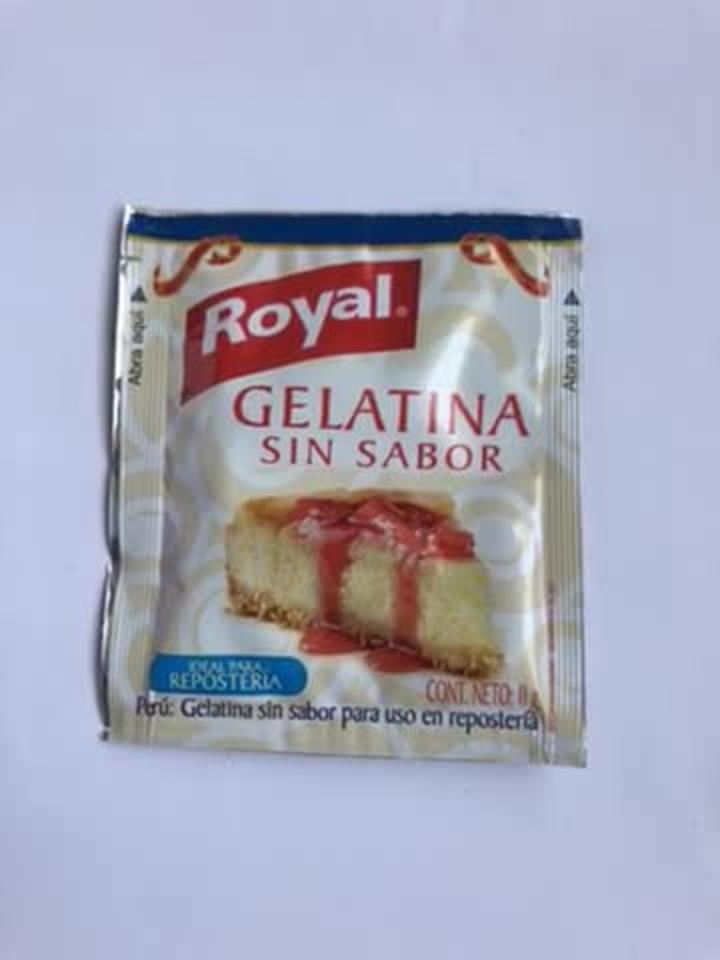 Royal®
Abra aquí
Abra aquí
GELATINA
SIN SABOR
IDEAL PARA
REPOSTERÍA
CONT. NETO: 11 g
Perú: Gelatina sin sabor para uso en repostería